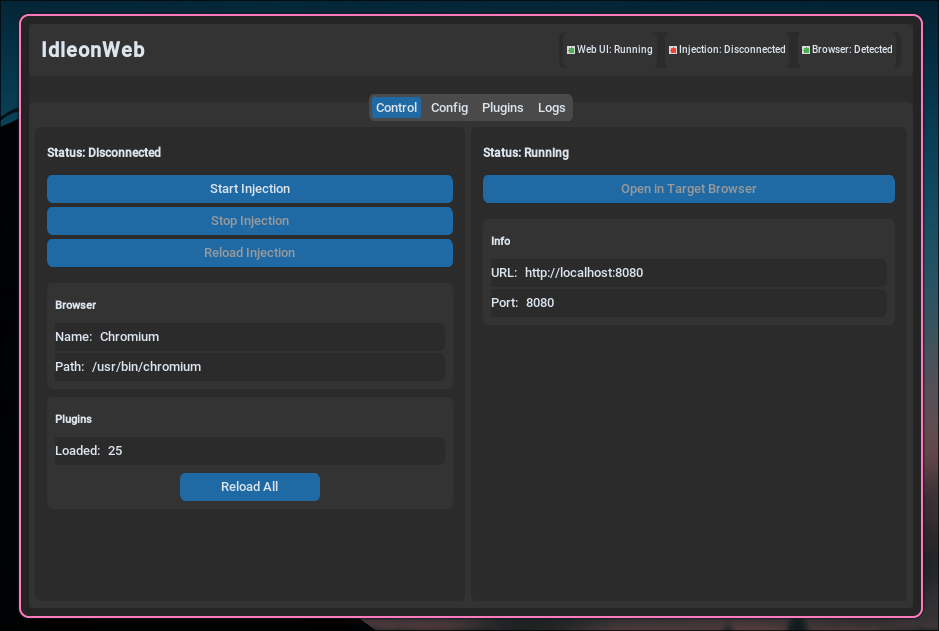 IdleonWeb
Web UI: Running
Injection: Disconnected
Browser: Detected
Control
Config
Plugins
Logs
Status: Disconnected
Start Injection
Stop Injection
Reload Injection
Browser
Name: Chromium
Path: /usr/bin/chromium
Plugins
Loaded: 25
Reload All
Status: Running
Open in Target Browser
Info
URL: http://localhost:8080
Port: 8080